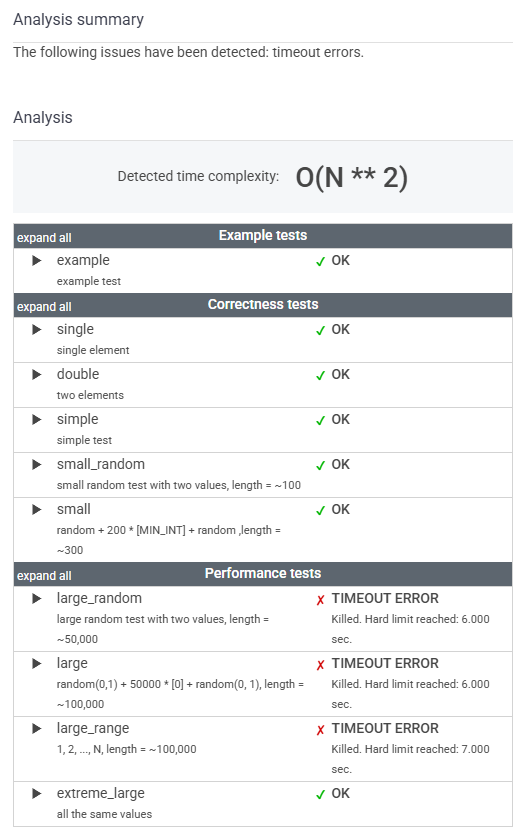 Analysis summary
The following issues have been detected: timeout errors.
Analysis
Detected time complexity: O(N ** 2)
expand all Example tests
▶ example ✓ OK
example test
expand all Correctness tests
▶ single ✓ OK
single element
▶ double ✓ OK
two elements
▶ simple ✓ OK
simple test
▶ small_random ✓ OK
small random test with two values, length = ~100
▶ small ✓ OK
random + 200 * [MIN_INT] + random ,length =
~300
expand all Performance tests
▶ large_random ✗ TIMEOUT ERROR
large random test with two values, length = Killed. Hard limit reached: 6.000
~50,000 sec.
▶ large ✗ TIMEOUT ERROR
random(0,1) + 50000 * [0] + random(0, 1), length = Killed. Hard limit reached: 6.000
~100,000 sec.
▶ large_range ✗ TIMEOUT ERROR
1, 2, ..., N, length = ~100,000 Killed. Hard limit reached: 7.000
sec.
▶ extreme_large ✓ OK
all the same values